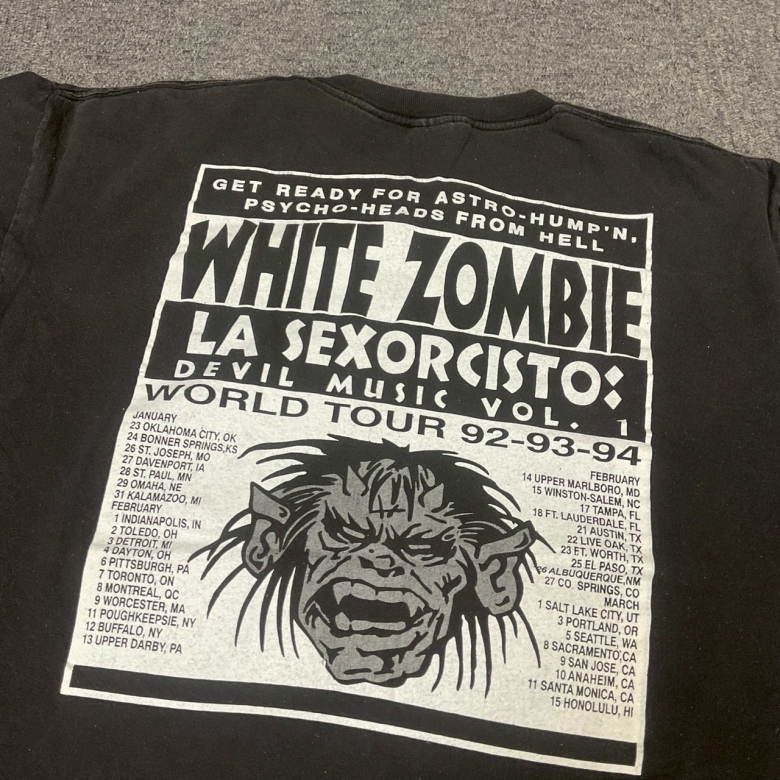 GET READY FOR ASTRO-HUMP'N,
PSYCHO-HEADS FROM HELL
WHITE ZOMBIE
LA SEXORCISTO:
DEVIL MUSIC VOL. 1
WORLD TOUR 92-93-94
JANUARY
23 OKLAHOMA CITY, OK
24 BONNER SPRINGS,KS
26 ST. JOSEPH, MO
27 DAVENPORT, IA
28 ST. PAUL, MN
29 OMAHA, NE
31 KALAMAZOO, MI
FEBRUARY
1 INDIANAPOLIS, IN
2 TOLEDO, OH
3 DETROIT, MI
4 DAYTON, OH
6 PITTSBURGH, PA
7 TORONTO, ON
8 MONTREAL, QC
9 WORCESTER, MA
11 POUGHKEEPSIE, NY
12 BUFFALO, NY
13 UPPER DARBY, PA
FEBRUARY
14 UPPER MARLBORO, MD
15 WINSTON-SALEM, NC
17 TAMPA, FL
18 FT. LAUDERDALE, FL
21 AUSTIN, TX
22 LIVE OAK, TX
23 FT. WORTH, TX
25 EL PASO, TX
26 ALBUQUERQUE,NM
27 CO. SPRINGS, CO
MARCH
1 SALT LAKE CITY, UT
3 PORTLAND, OR
5 SEATTLE, WA
8 SACRAMENTO,CA
9 SAN JOSE, CA
10 ANAHEIM, CA
11 SANTA MONICA, CA
15 HONOLULU, HI